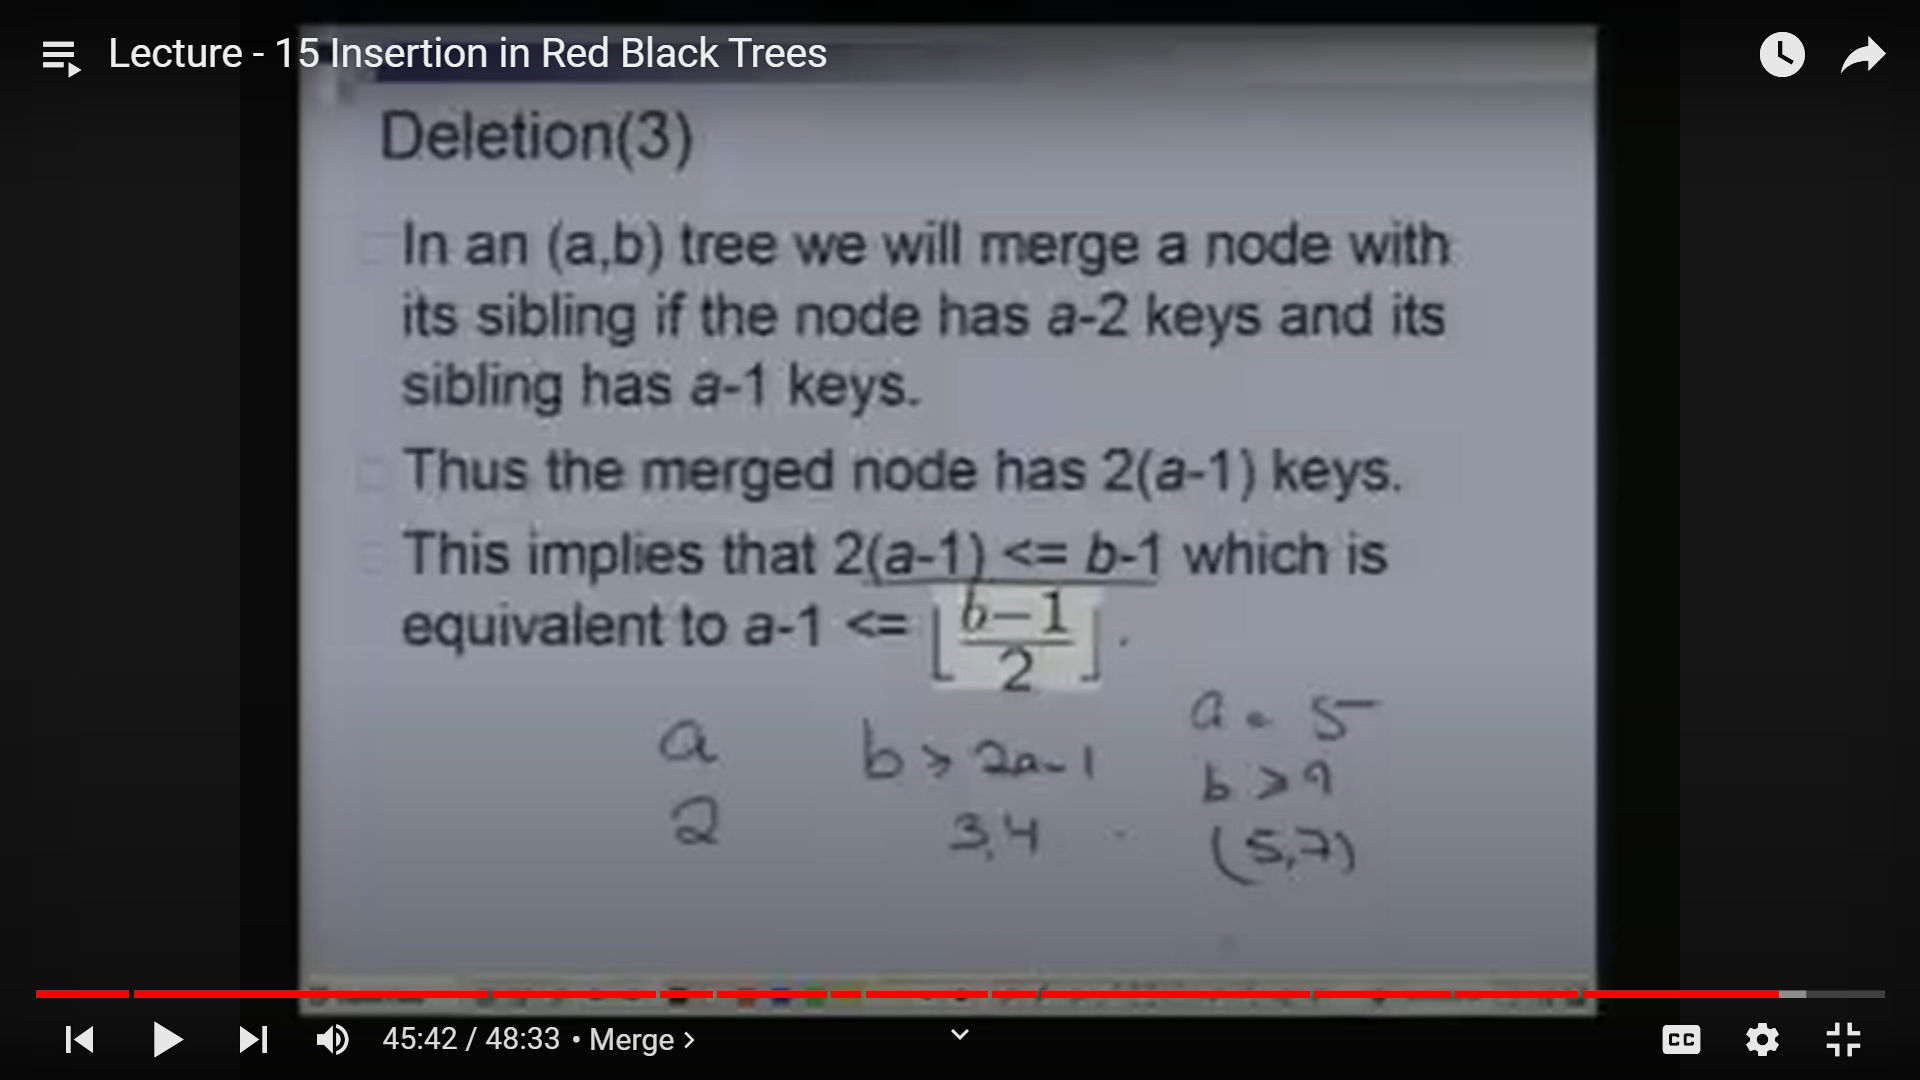 Lecture - 15 Insertion in Red Black Trees
Deletion(3)
In an (a,b) tree we will merge a node with
its sibling if the node has a-2 keys and its
sibling has a-1 keys.
Thus the merged node has 2(a-1) keys.
This implies that 2(a-1) <= b-1 which is
equivalent to a-1 <= ⌊(b-1)/2⌋ .
a b ≥ 2a-1
2 3,4
a = 5
b ≥ 9
(5,7)
45:42 / 48:33 • Merge >
CC